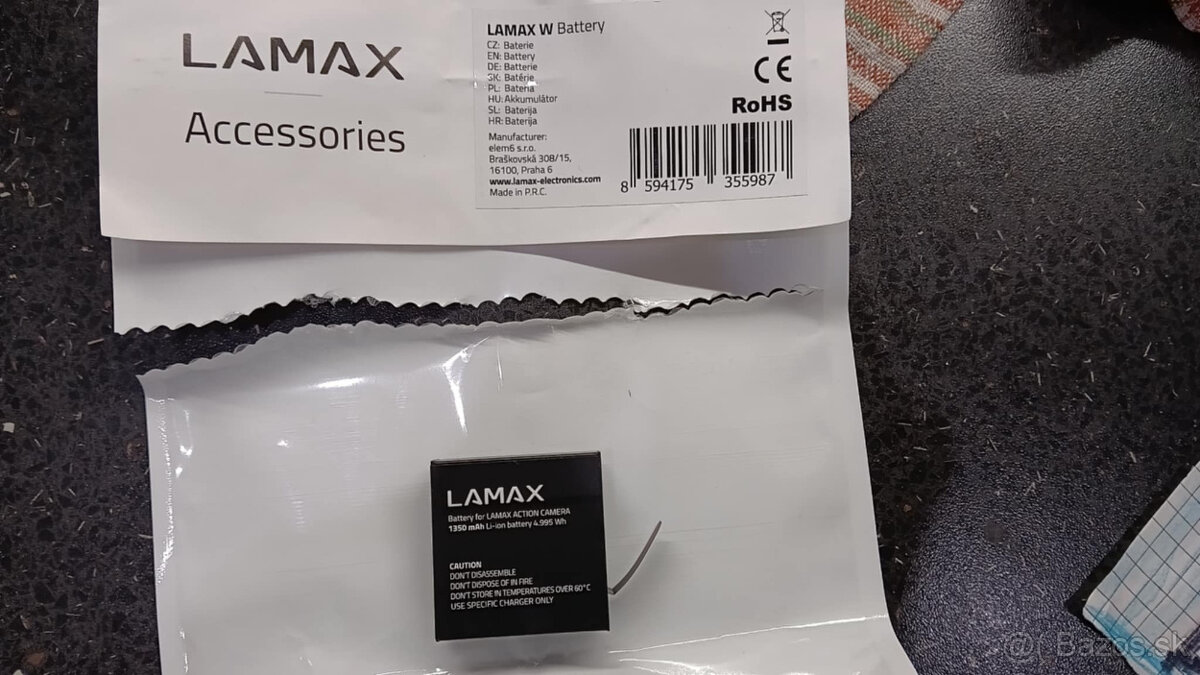 LAMAX
Accessories
LAMAX W Battery
CZ: Baterie
EN: Battery
DE: Batterie
SK: Batérie
PL: Bateria
HU: Akkumulátor
SL: Baterija
HR: Baterija
Manufacturer:
elem6 s.r.o.
Braškovská 308/15,
16100, Praha 6
www.lamax-electronics.com
Made in P.R.C.
CE
RoHS
8 594175 355987
LAMAX
Battery for LAMAX ACTION CAMERA
1350 mAh Li-ion battery 4.995 Wh
CAUTION
DON'T DISASSEMBLE
DON'T DISPOSE OF IN FIRE
DON'T STORE IN TEMPERATURES OVER 60°C
USE SPECIFIC CHARGER ONLY
@ Bazos.sk